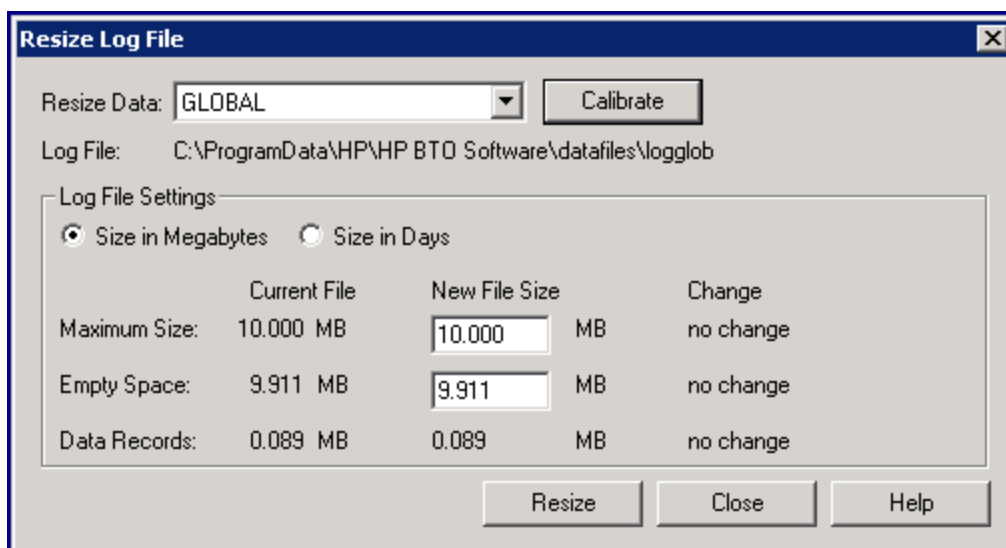 Resize Log File
Resize Data: GLOBAL Calibrate
Log File: C:\ProgramData\HP\HP BTO Software\datafiles\logglob
Log File Settings
Size in Megabytes Size in Days
Current File New File Size Change
Maximum Size: 10.000 MB 10.000 MB no change
Empty Space: 9.911 MB 9.911 MB no change
Data Records: 0.089 MB 0.089 MB no change
Resize Close Help